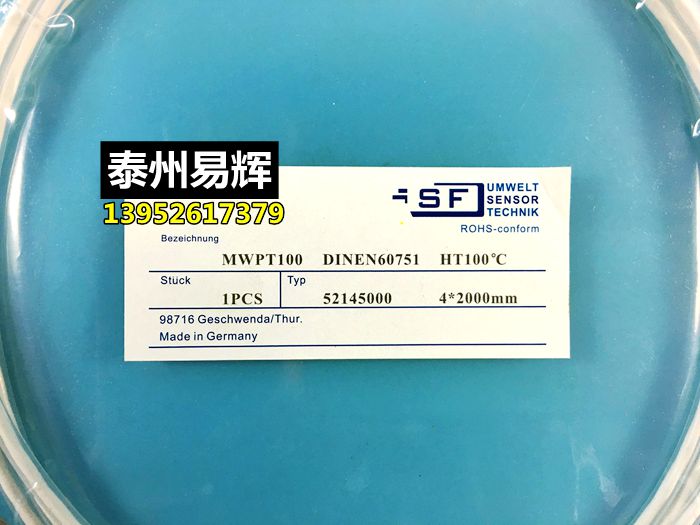 泰州易辉
13952617379
SF
UMWELT
SENSOR
TECHNIK
ROHS-conform
Bezeichnung
MWPT100 DINEN60751 HT100℃
Stück Typ
1PCS 52145000 4*2000mm
98716 Geschwenda/Thur.
Made in Germany